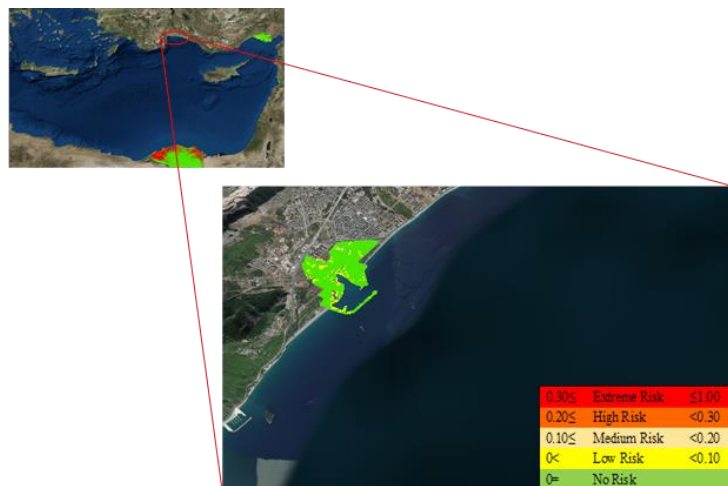 0.30≤ Extreme Risk ≤1.00
0.20≤ High Risk <0.30
0.10≤ Medium Risk <0.20
0< Low Risk <0.10
0= No Risk